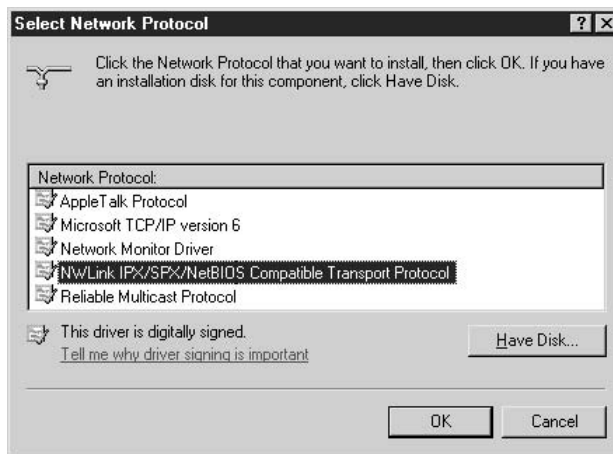 Select Network Protocol
Click the Network Protocol that you want to install, then click OK. If you have
an installation disk for this component, click Have Disk.
Network Protocol:
AppleTalk Protocol
Microsoft TCP/IP version 6
Network Monitor Driver
NWLink IPX/SPX/NetBIOS Compatible Transport Protocol
Reliable Multicast Protocol
This driver is digitally signed.
Tell me why driver signing is important
Have Disk...
OK
Cancel